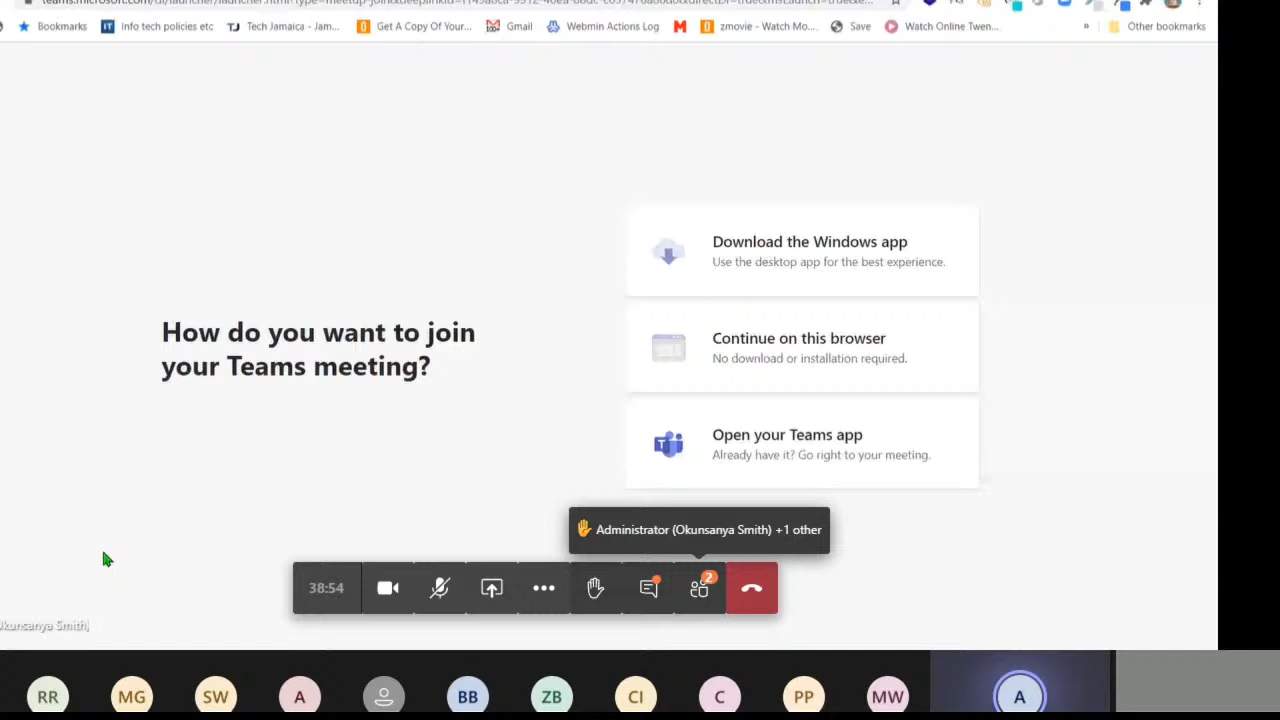 Bookmarks IT Info tech policies etc TJ Tech Jamaica - Jam... Get A Copy Of Your... Gmail Webmin Actions Log zmovie - Watch Mo... Save Watch Online Twen... » Other bookmarks
Download the Windows app
Use the desktop app for the best experience.
How do you want to join
your Teams meeting?
Continue on this browser
No download or installation required.
Open your Teams app
Already have it? Go right to your meeting.
Administrator (Okunsanya Smith) +1 other
38:54 2
Okunsanya Smith)
RR MG SW A BB ZB CI C PP MW A